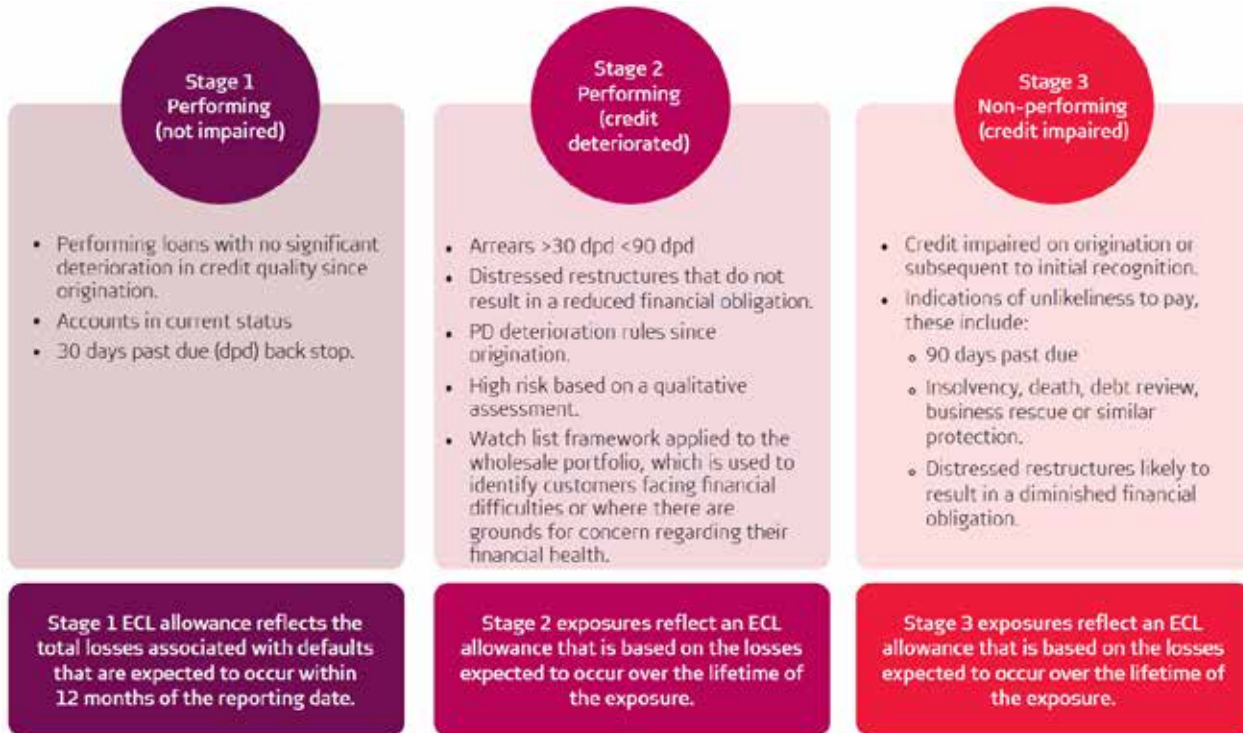 Stage 1
Performing
(not impaired)
• Performing loans with no significant
deterioration in credit quality since
origination.
• Accounts in current status
• 30 days past due (dpd) back stop.
Stage 1 ECL allowance reflects the
total losses associated with defaults
that are expected to occur within
12 months of the reporting date.
Stage 2
Performing
(credit
deteriorated)
• Arrears >30 dpd <90 dpd
• Distressed restructures that do not
result in a reduced financial obligation.
• PD deterioration rules since
origination.
• High risk based on a qualitative
assessment.
• Watch list framework applied to the
wholesale portfolio, which is used to
identify customers facing financial
difficulties or where there are
grounds for concern regarding their
financial health.
Stage 2 exposures reflect an ECL
allowance that is based on the losses
expected to occur over the lifetime of
the exposure.
Stage 3
Non-performing
(credit impaired)
• Credit impaired on origination or
subsequent to initial recognition.
• Indications of unlikeliness to pay,
these include:
o 90 days past due
o Insolvency, death, debt review,
business rescue or similar
protection.
o Distressed restructures likely to
result in a diminished financial
obligation.
Stage 3 exposures reflect an ECL
allowance that is based on the losses
expected to occur over the lifetime of
the exposure.